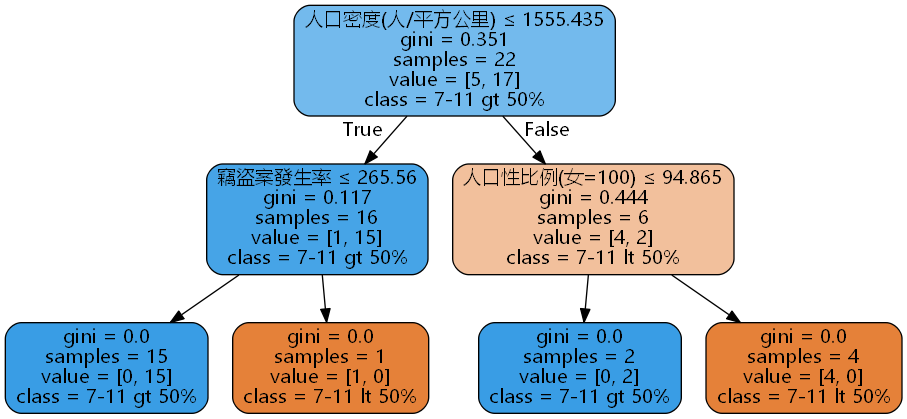 人口密度(人/平方公里) ≤ 1555.435
gini = 0.351
samples = 22
value = [5, 17]
class = 7-11 gt 50%
True
False
竊盜案發生率 ≤ 265.56
gini = 0.117
samples = 16
value = [1, 15]
class = 7-11 gt 50%
人口性比例(女=100) ≤ 94.865
gini = 0.444
samples = 6
value = [4, 2]
class = 7-11 lt 50%
gini = 0.0
samples = 15
value = [0, 15]
class = 7-11 gt 50%
gini = 0.0
samples = 1
value = [1, 0]
class = 7-11 lt 50%
gini = 0.0
samples = 2
value = [0, 2]
class = 7-11 gt 50%
gini = 0.0
samples = 4
value = [4, 0]
class = 7-11 lt 50%